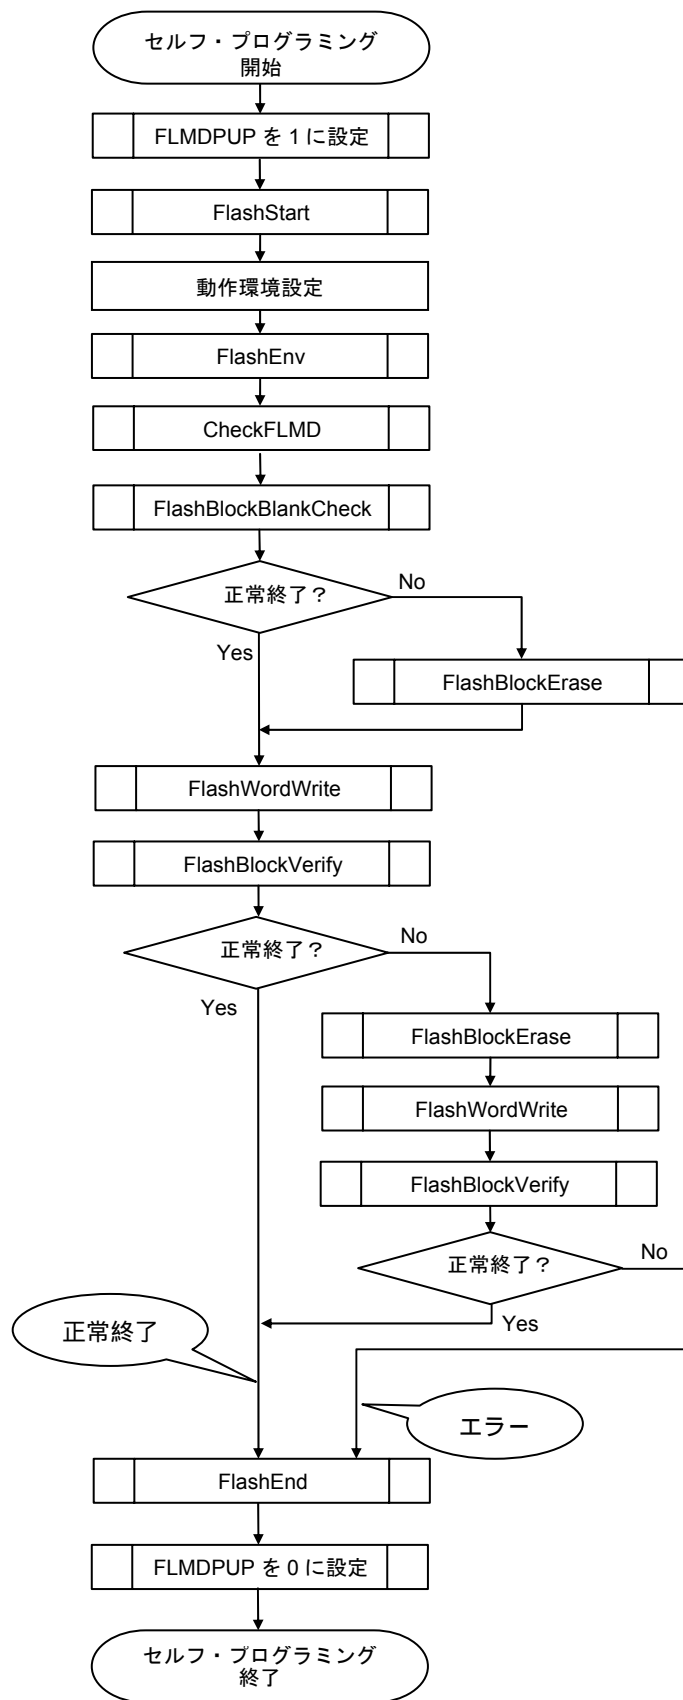 セルフ・プログラミング
開始
FLMDPUP を 1 に設定
FlashStart
動作環境設定
FlashEnv
CheckFLMD
FlashBlockBlankCheck
正常終了？
No
Yes
FlashBlockErase
FlashWordWrite
FlashBlockVerify
正常終了？
No
Yes
FlashBlockErase
FlashWordWrite
FlashBlockVerify
正常終了？
No
Yes
正常終了
エラー
FlashEnd
FLMDPUP を 0 に設定
セルフ・プログラミング
終了